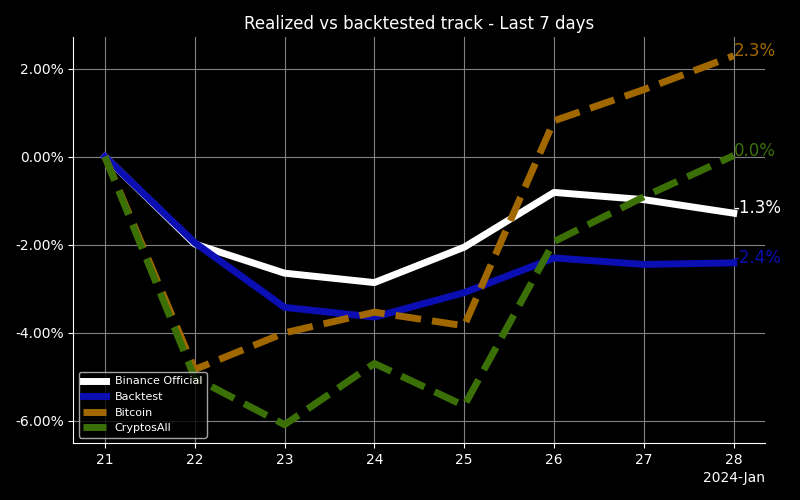 Realized vs backtested track - Last 7 days
2.3%
2.00%
0.00%
0.0%
-1.3%
-2.00%
-2.4%
-4.00%
Binance Official
Backtest
Bitcoin
CryptosAll
-6.00%
21 22 23 24 25 26 27 28
2024-Jan